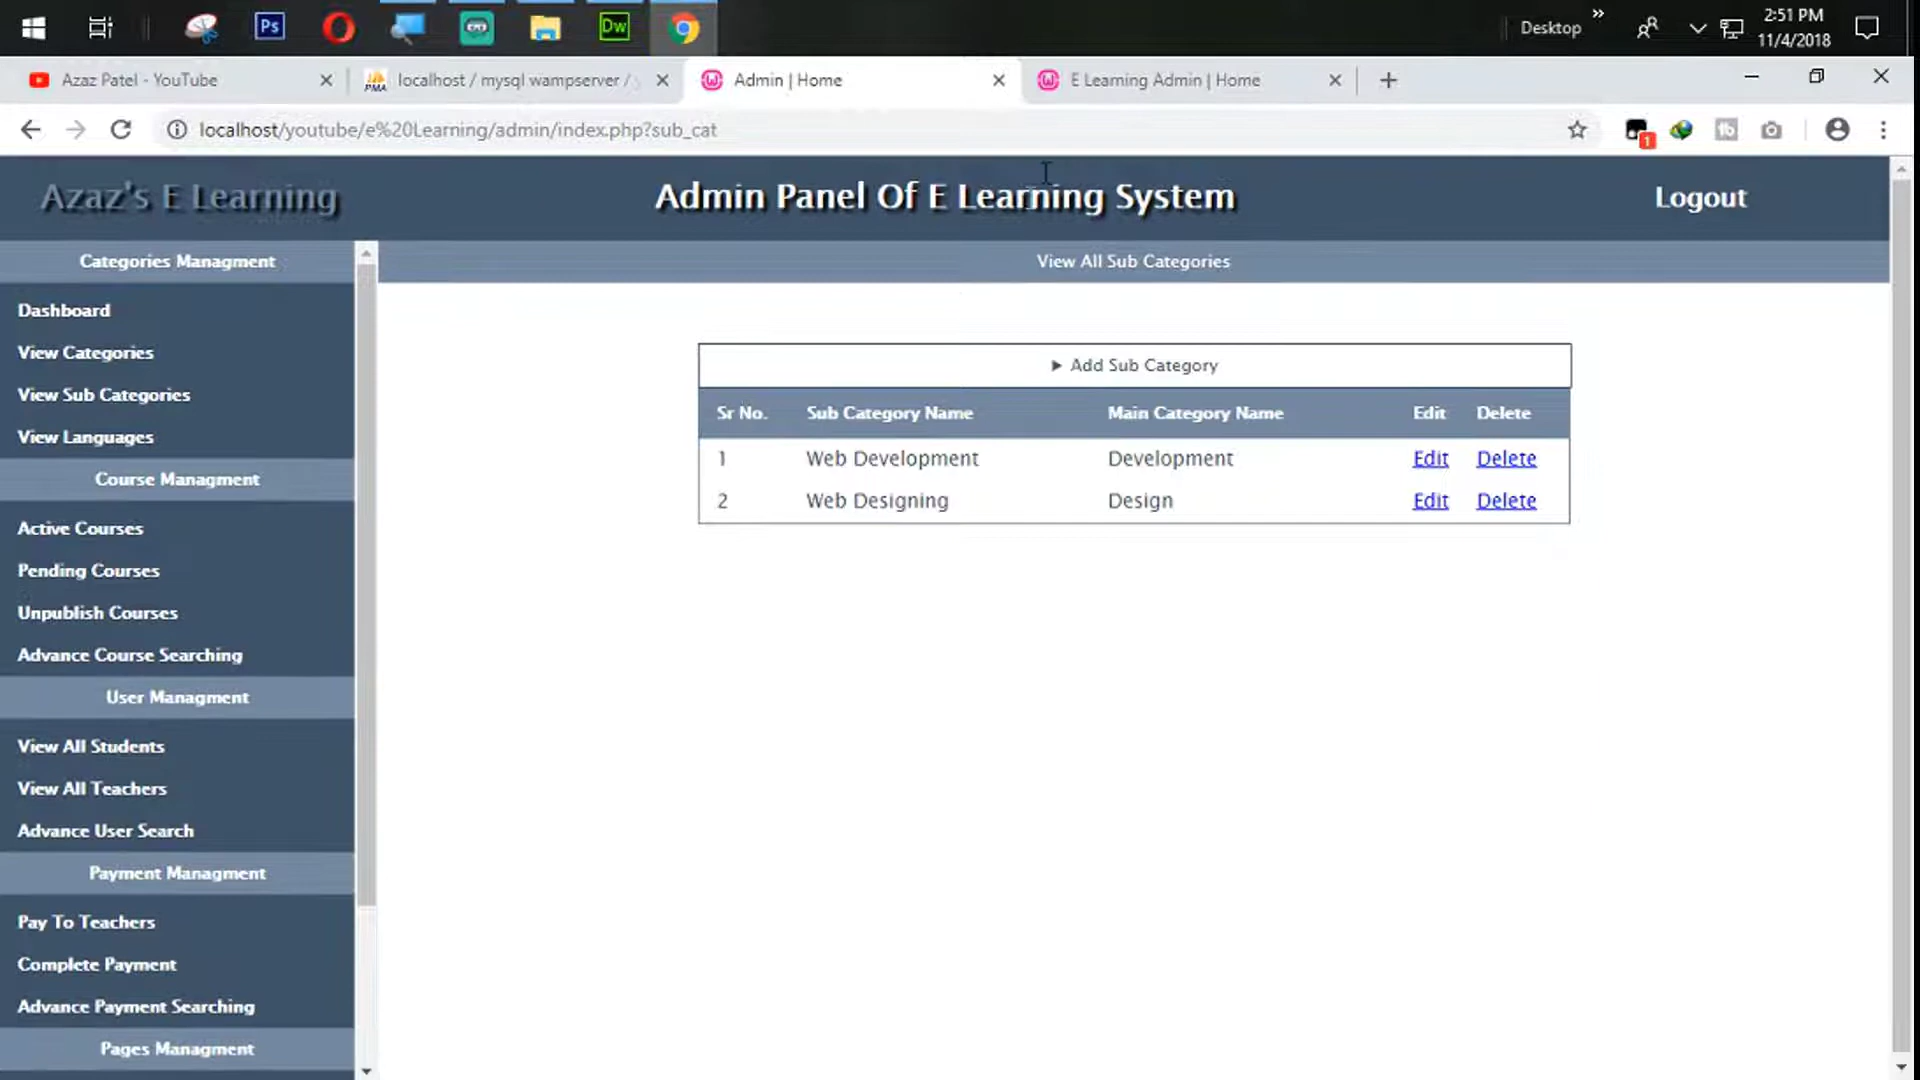 Ps
Dw
Desktop
»
2:51 PM
11/4/2018
Azaz Patel - YouTube
PMA
localhost / mysql wampserver /
Admin | Home
E Learning Admin | Home
localhost/youtube/e%20Learning/admin/index.php?sub_cat
1
tb
Azaz's E Learning
Admin Panel Of E Learning System
Logout
Categories Managment
View All Sub Categories
Dashboard
View Categories
View Sub Categories
View Languages
Course Managment
Active Courses
Pending Courses
Unpublish Courses
Advance Course Searching
User Managment
View All Students
View All Teachers
Advance User Search
Payment Managment
Pay To Teachers
Complete Payment
Advance Payment Searching
Pages Managment
Add Sub Category
Sr No. Sub Category Name Main Category Name Edit Delete
1 Web Development Development Edit Delete
2 Web Designing Design Edit Delete